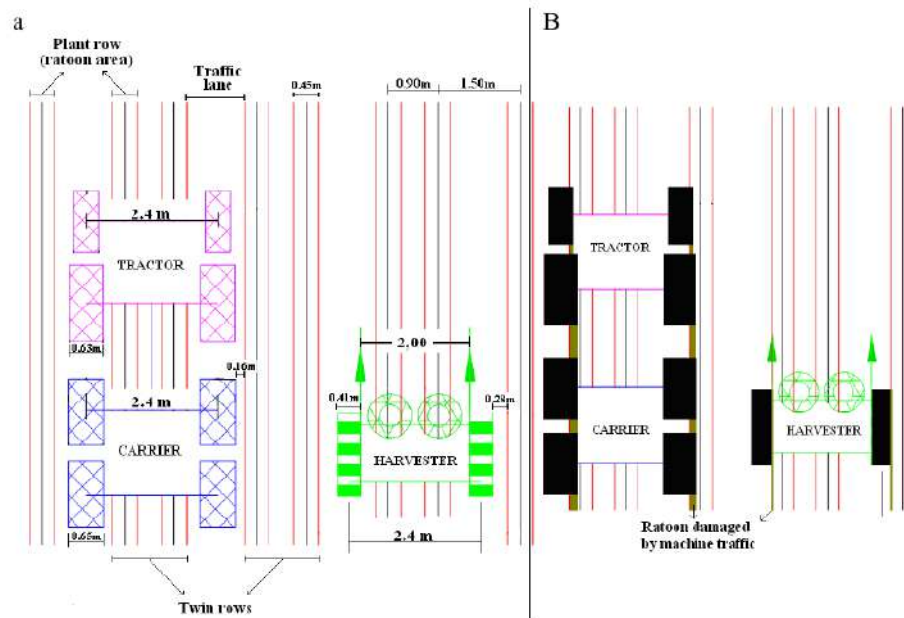 a
B
Plant row
(ratoon area)
Traffic
lane
0.45m
0.90m
1.50m
2.4 m
TRACTOR
0.63m
0.16m
2.4 m
CARRIER
0.65m
Twin rows
2.00
0.41m
0.28m
HARVESTER
2.4 m
TRACTOR
CARRIER
HARVESTER
Ratoon damaged
by machine traffic